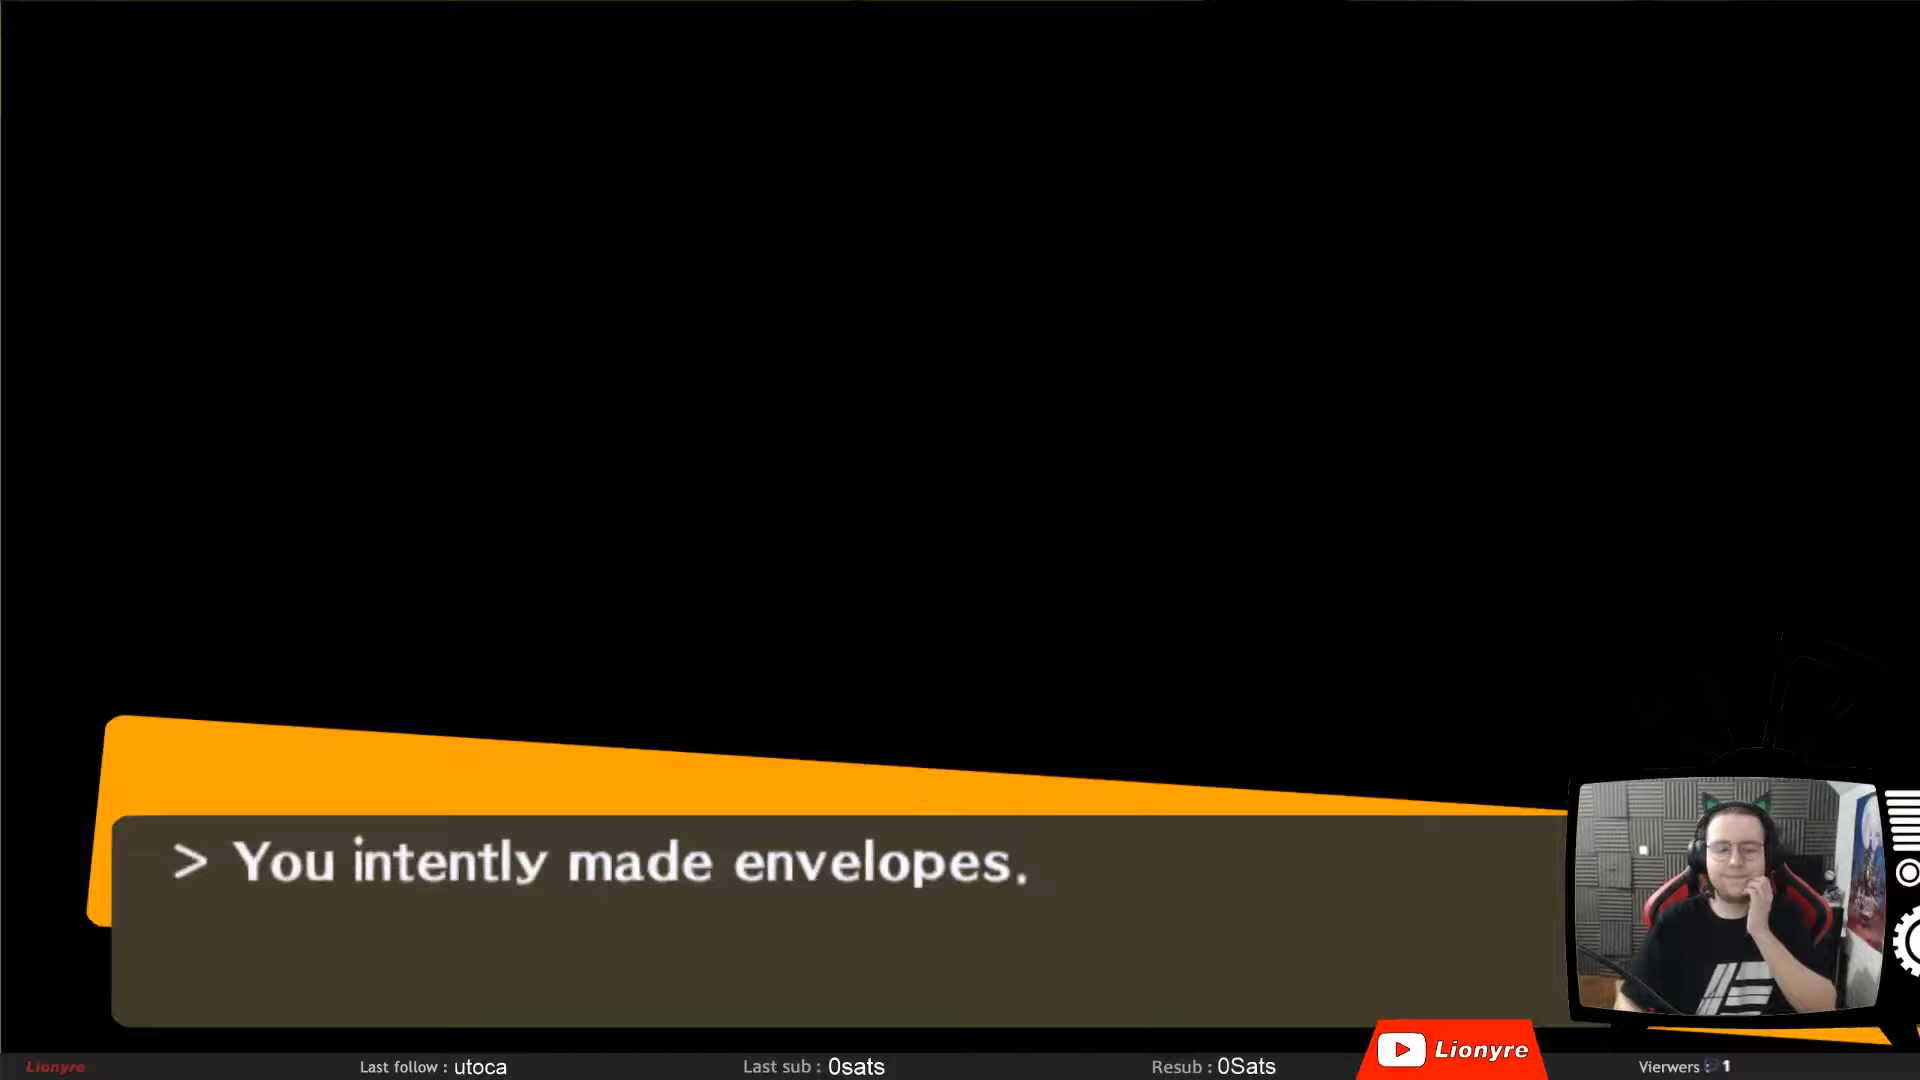 > You intently made envelopes.
Lionyre
Lionyre
Last follow : utoca
Last sub : 0sats
Resub : 0Sats
Vierwers : 1